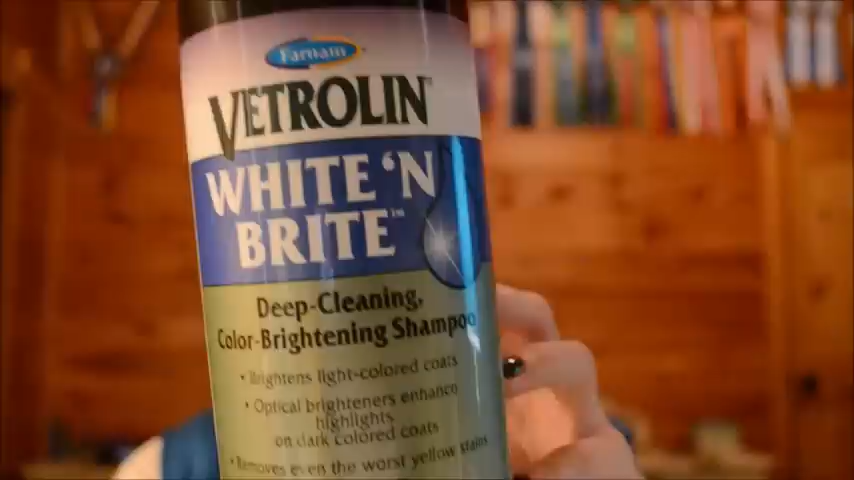 Farnam
VETROLIN™
WHITE 'N
BRITE™
Deep-Cleaning,
Color-Brightening Shampoo
• Brightens light-colored coats
• Optical brighteners enhance
highlights
on dark colored coats
• Removes even the worst yellow stains